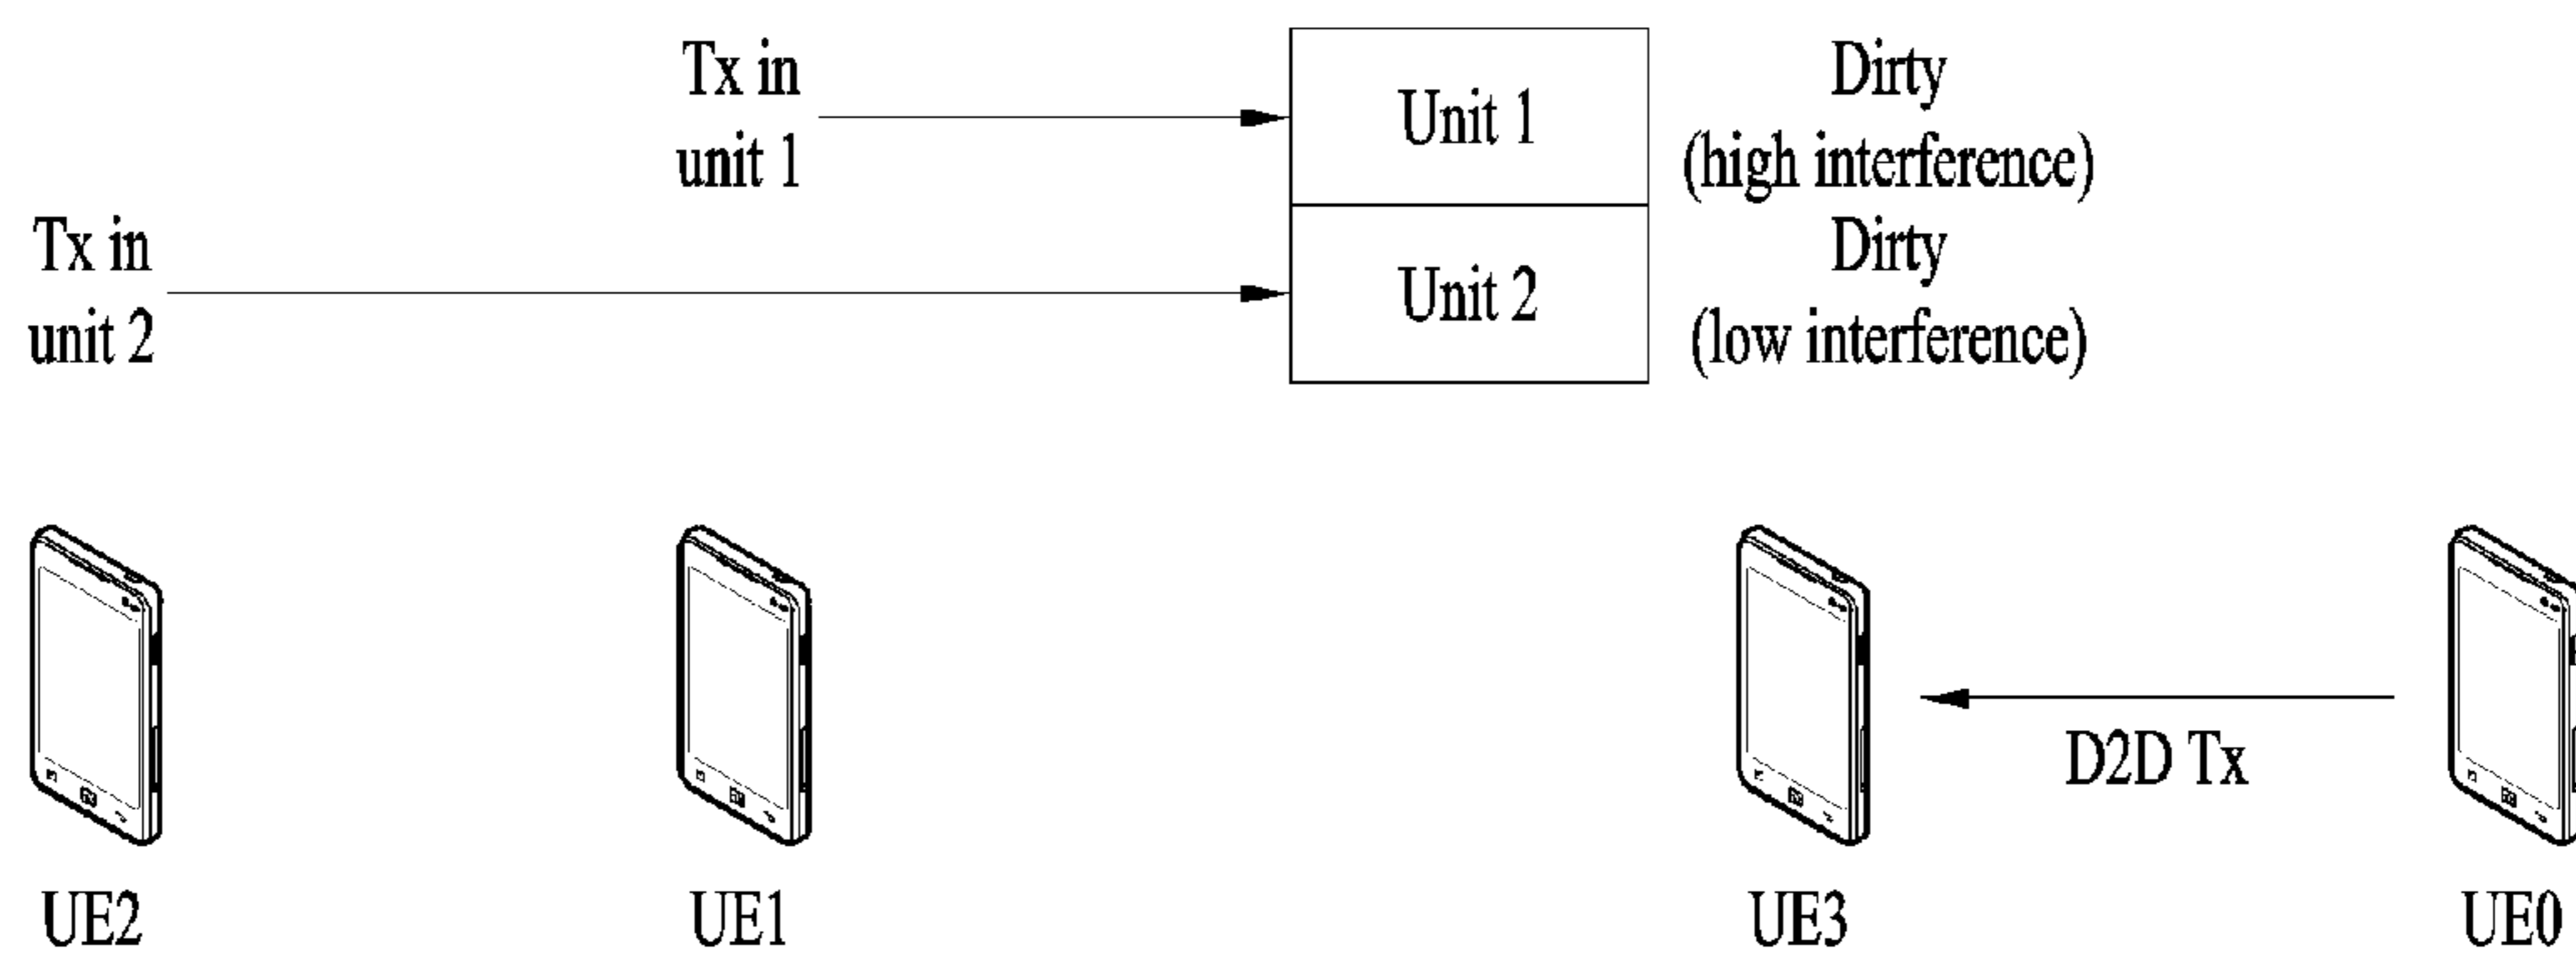 Tx in
unit 1
Unit 1
Dirty
(high interference)
Tx in
unit 2
Unit 2
Dirty
(low interference)
D2D Tx
UE2
UE1
UE3
UE0